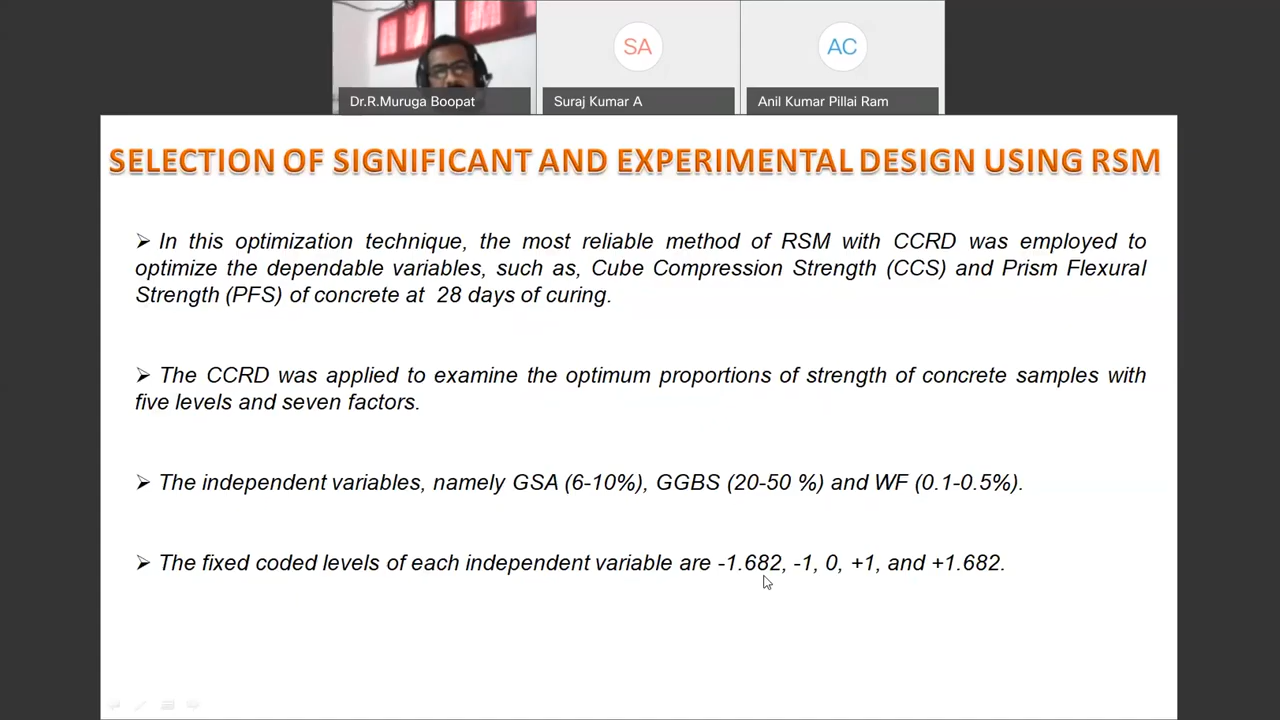 Dr.R.Muruga Boopat
SA
Suraj Kumar A
AC
Anil Kumar Pillai Ram
SELECTION OF SIGNIFICANT AND EXPERIMENTAL DESIGN USING RSM
➢ In this optimization technique, the most reliable method of RSM with CCRD was employed to
optimize the dependable variables, such as, Cube Compression Strength (CCS) and Prism Flexural
Strength (PFS) of concrete at 28 days of curing.
➢ The CCRD was applied to examine the optimum proportions of strength of concrete samples with
five levels and seven factors.
➢ The independent variables, namely GSA (6-10%), GGBS (20-50 %) and WF (0.1-0.5%).
➢ The fixed coded levels of each independent variable are -1.682, -1, 0, +1, and +1.682.